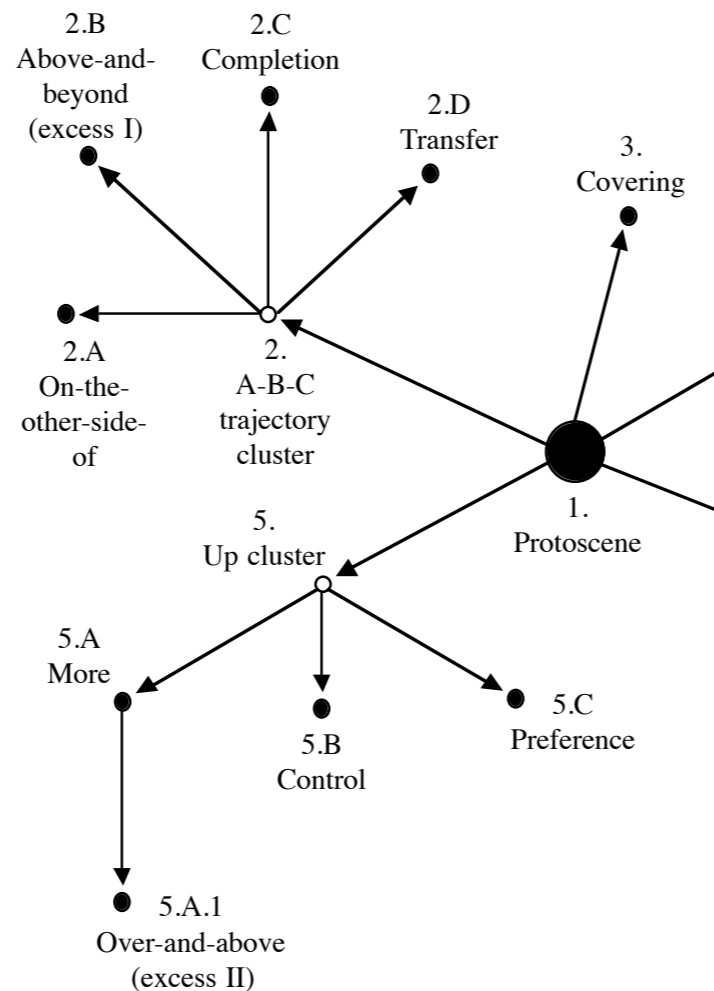 2.B
Above-and-
beyond
(excess I)
2.C
Completion
2.D
Transfer
3.
Covering
2.A
On-the-
other-side-
of
2.
A-B-C
trajectory
cluster
1.
Protoscene
5.
Up cluster
5.A
More
5.B
Control
5.C
Preference
5.A.1
Over-and-above
(excess II)